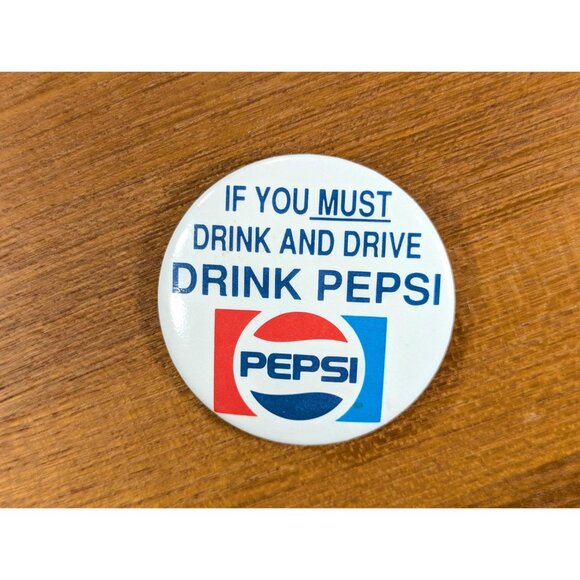 IF YOU MUST
DRINK AND DRIVE
DRINK PEPSI
PEPSI